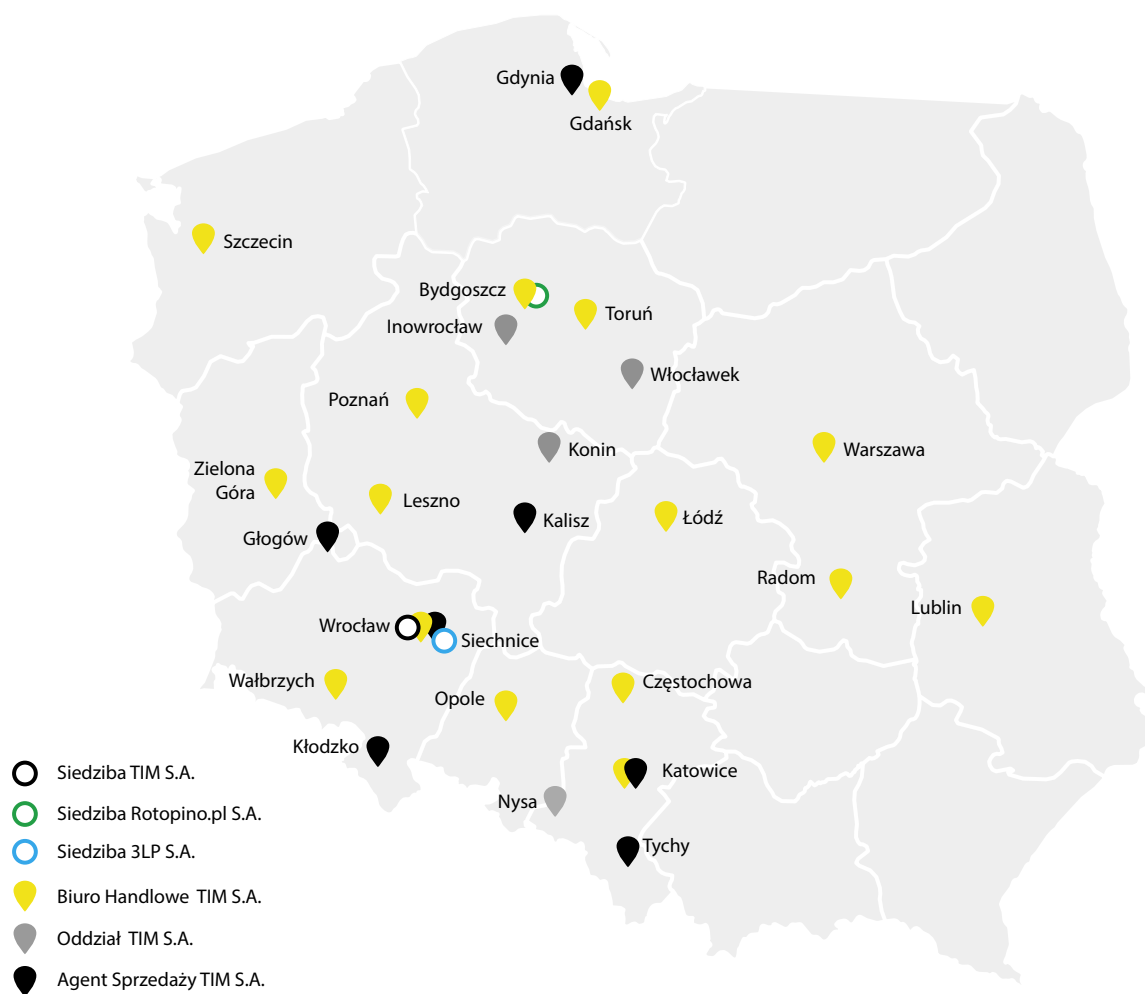 Gdynia
Gdańsk
Szczecin
Bydgoszcz
Toruń
Inowrocław
Włocławek
Poznań
Konin
Warszawa
Zielona
Góra
Leszno
Kalisz
Łódź
Głogów
Radom
Lublin
Wrocław
Siechnice
Wałbrzych
Częstochowa
Opole
Kłodzko
Katowice
Nysa
Tychy
Siedziba TIM S.A.
Siedziba Rotopino.pl S.A.
Siedziba 3LP S.A.
Biuro Handlowe TIM S.A.
Oddział TIM S.A.
Agent Sprzedaży TIM S.A.